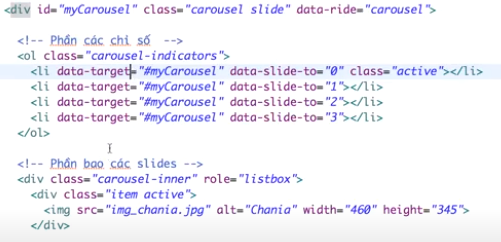 <div id="myCarousel" class="carousel slide" data-ride="carousel">
<!-- Phần các chỉ số -->
<ol class="carousel-indicators">
<li data-target="#myCarousel" data-slide-to="0" class="active"></li>
<li data-target="#myCarousel" data-slide-to="1"></li>
<li data-target="#myCarousel" data-slide-to="2"></li>
<li data-target="#myCarousel" data-slide-to="3"></li>
</ol>
<!-- Phần bao các slides -->
<div class="carousel-inner" role="listbox">
<div class="item active">
<img src="img_chania.jpg" alt="Chania" width="460" height="345">
</div>